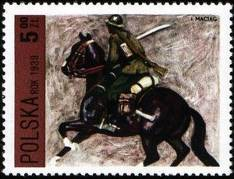 J. MACIĄG
5.00 ZŁ
POLSKA
ROK 1939